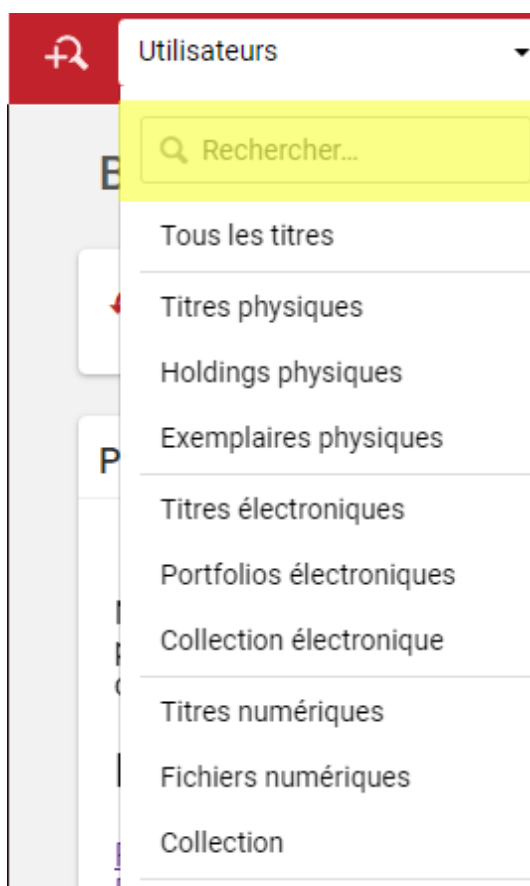 Utilisateurs
Rechercher...
Tous les titres
Titres physiques
Holdings physiques
Exemplaires physiques
Titres électroniques
Portfolios électroniques
Collection électronique
Titres numériques
Fichiers numériques
Collection